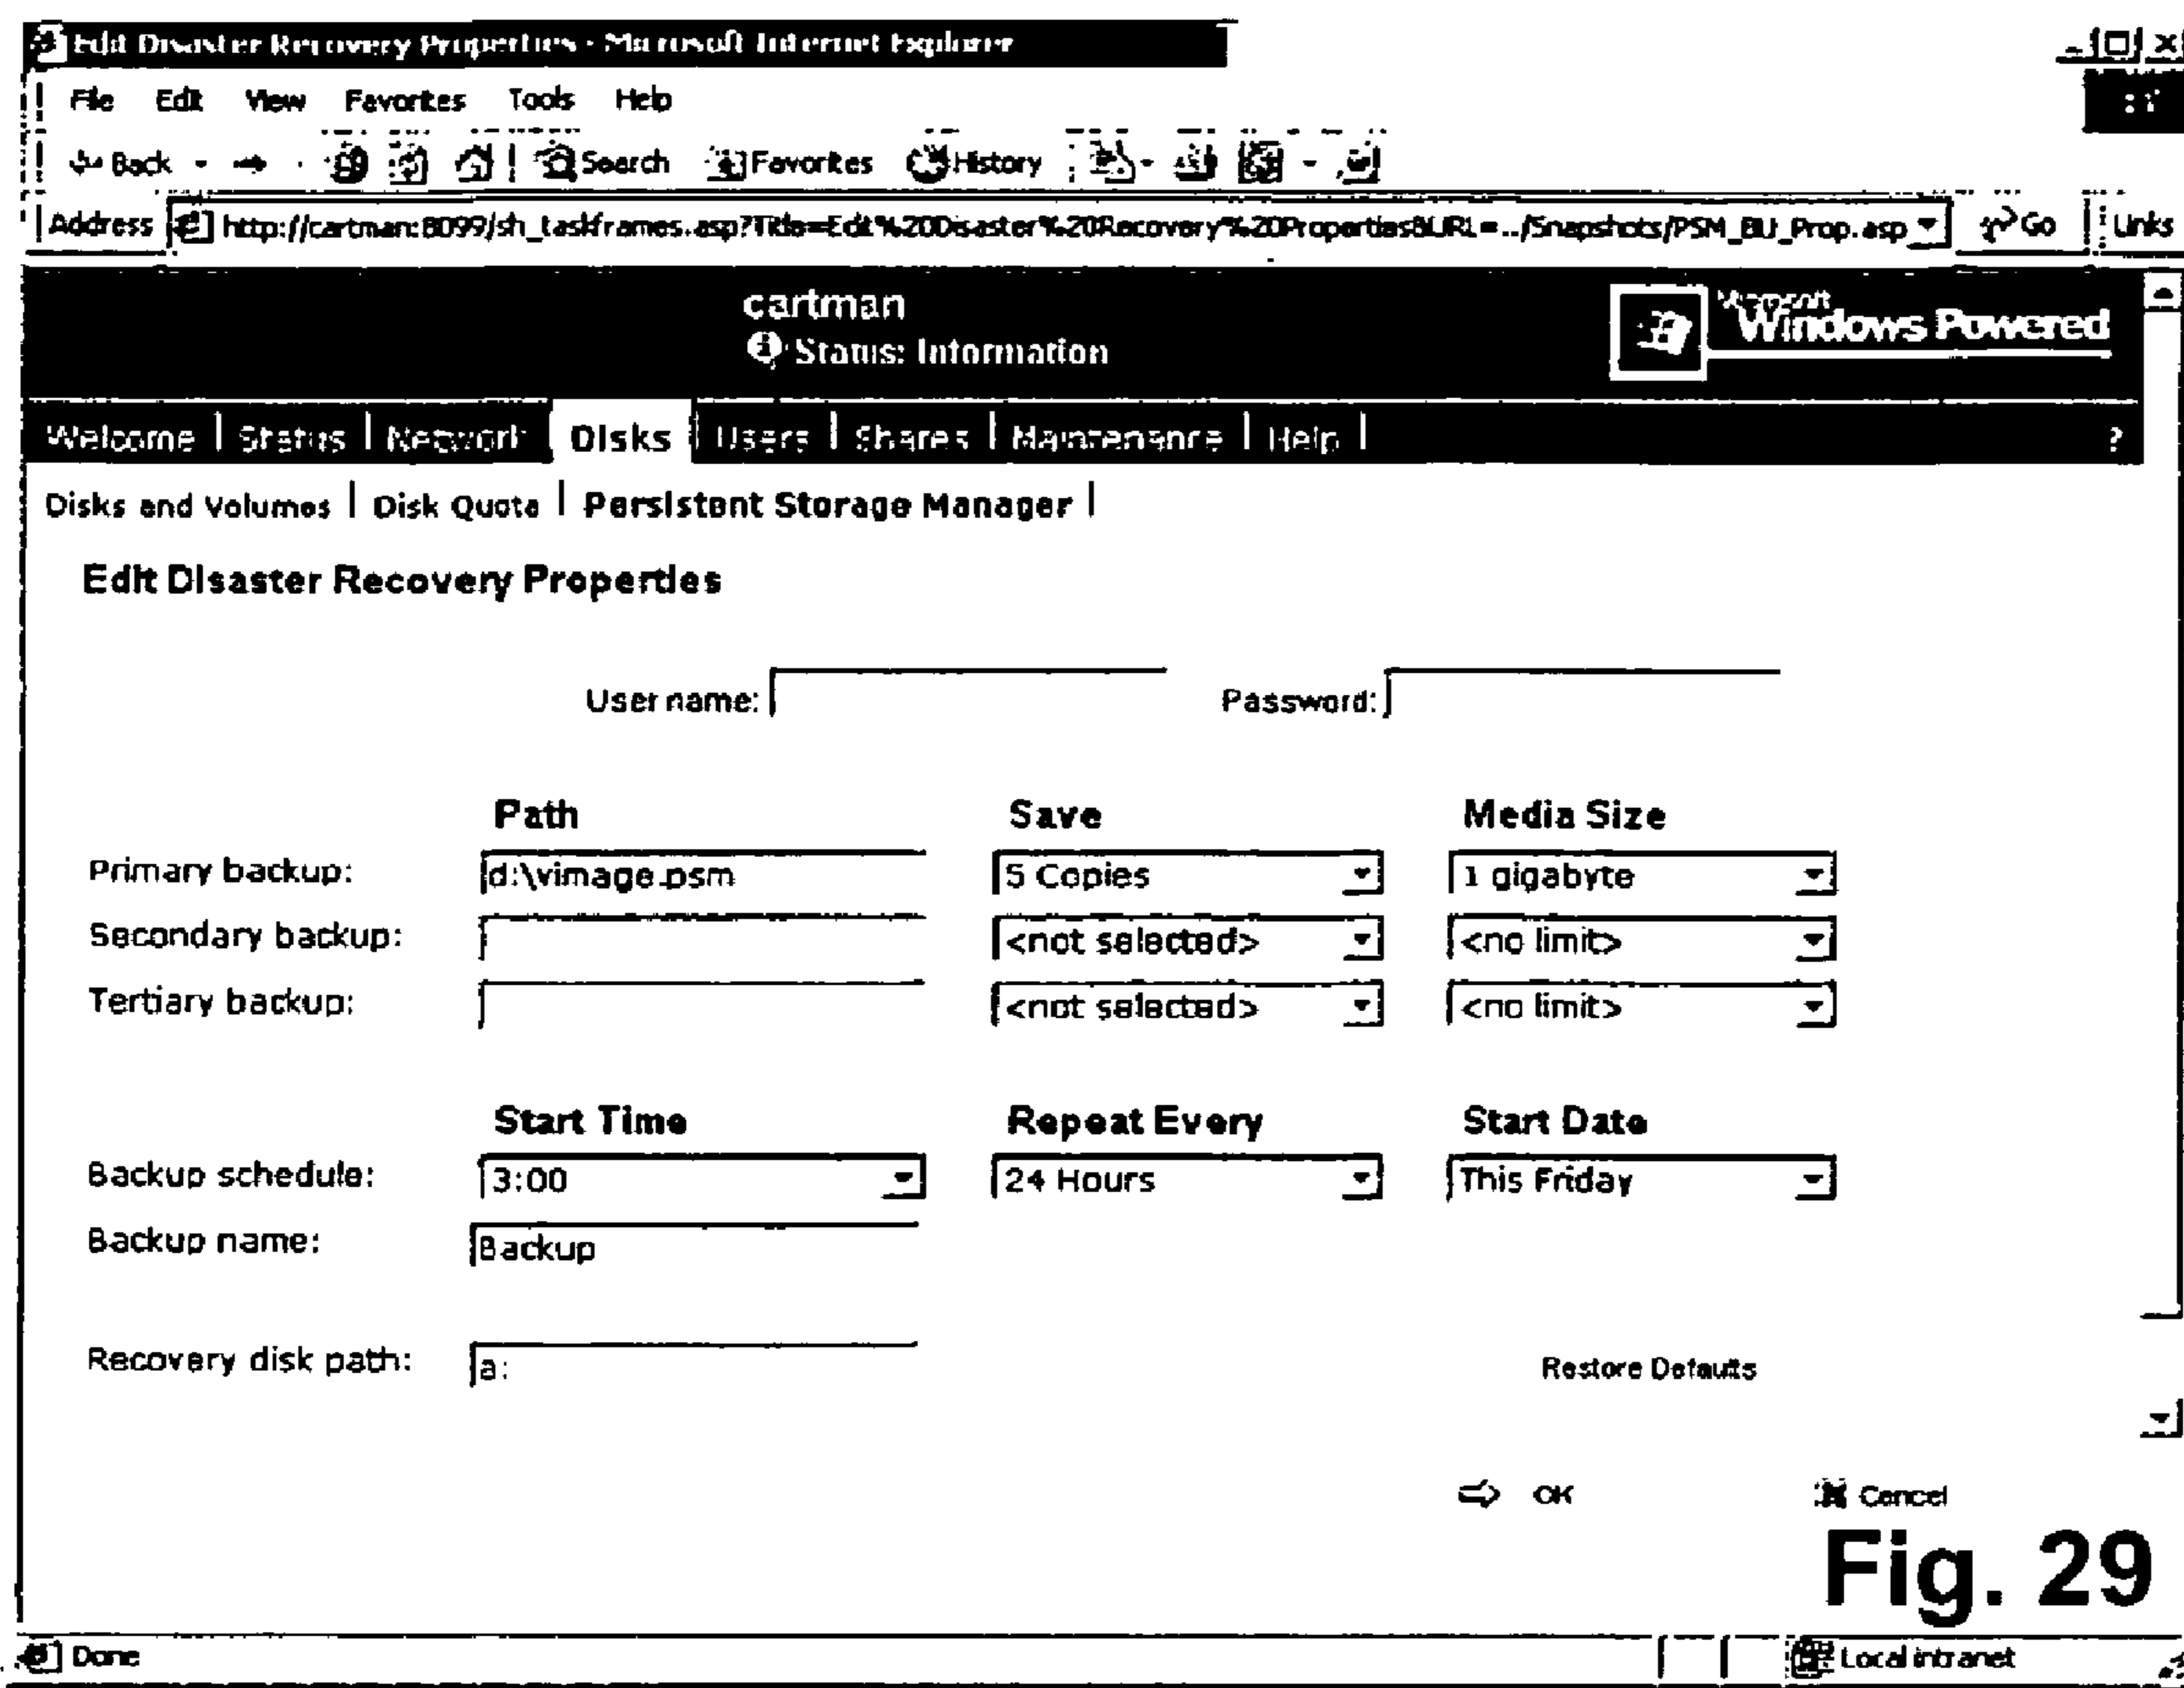 Edit Disaster Recovery Properties - Microsoft Internet Explorer
File Edit View Favorites Tools Help
Back Search Favorites History
Address http://cartman:8099/sh_taskframes.asp?Title=Edit%20Disaster%20Recovery%20Properties&URL=../Snapshots/PSM_BU_Prop.asp Go Links
cartman
Status: Information
Microsoft
Windows Powered
Welcome | Status | Network | Disks | Users | Shares | Maintenance | Help | ?
Disks and Volumes | Disk Quota | Persistent Storage Manager |
Edit Disaster Recovery Properties
User name: Password:
Path Save Media Size
Primary backup: d:\vimage.psm 5 Copies 1 gigabyte
Secondary backup: <not selected> <no limit>
Tertiary backup: <not selected> <no limit>
Start Time Repeat Every Start Date
Backup schedule: 3:00 24 Hours This Friday
Backup name: Backup
Recovery disk path: a:
Restore Defaults
OK Cancel
Fig. 29
Done Local intranet